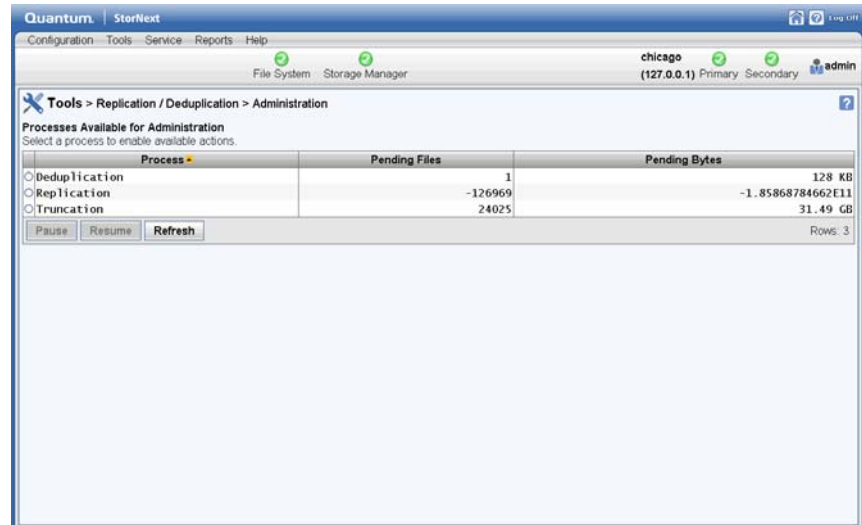 Quantum. StorNext Log Off
Configuration Tools Service Reports Help
File System Storage Manager
chicago
(127.0.0.1) Primary Secondary
admin
Tools > Replication / Deduplication > Administration
?
Processes Available for Administration
Select a process to enable available actions.
Process Pending Files Pending Bytes
Deduplication 1 128 KB
Replication -126969 -1.85868784662E11
Truncation 24025 31.49 GB
Pause Resume Refresh Rows: 3